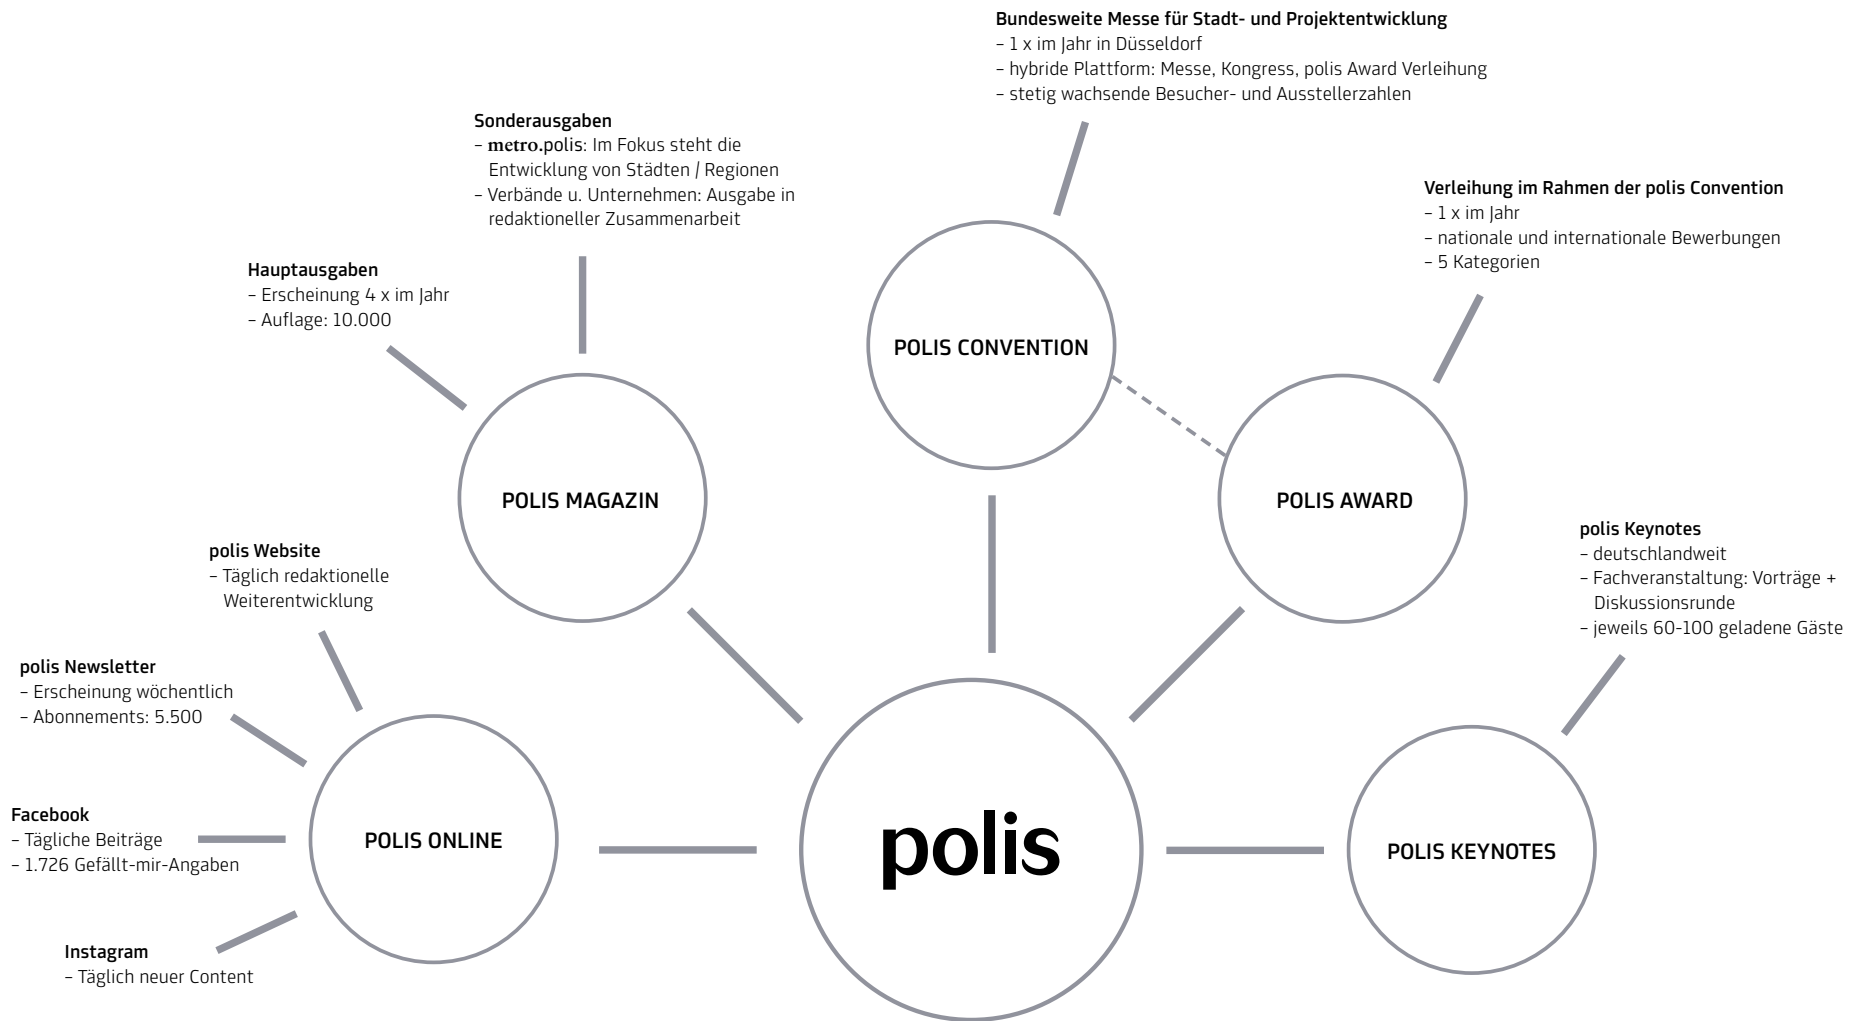 Bundesweite Messe für Stadt- und Projektentwicklung
– 1 x im Jahr in Düsseldorf
– hybride Plattform: Messe, Kongress, polis Award Verleihung
– stetig wachsende Besucher- und Ausstellerzahlen
Sonderausgaben
– metro.polis: Im Fokus steht die
Entwicklung von Städten / Regionen
– Verbände u. Unternehmen: Ausgabe in
redaktioneller Zusammenarbeit
Verleihung im Rahmen der polis Convention
– 1 x im Jahr
– nationale und internationale Bewerbungen
– 5 Kategorien
Hauptausgaben
– Erscheinung 4 x im Jahr
– Auflage: 10.000
POLIS CONVENTION
POLIS MAGAZIN
POLIS AWARD
polis Keynotes
– deutschlandweit
– Fachveranstaltung: Vorträge +
Diskussionsrunde
– jeweils 60-100 geladene Gäste
polis Website
– Täglich redaktionelle
Weiterentwicklung
polis Newsletter
– Erscheinung wöchentlich
– Abonnements: 5.500
Facebook
– Tägliche Beiträge
– 1.726 Gefällt-mir-Angaben
POLIS ONLINE
polis
POLIS KEYNOTES
Instagram
– Täglich neuer Content